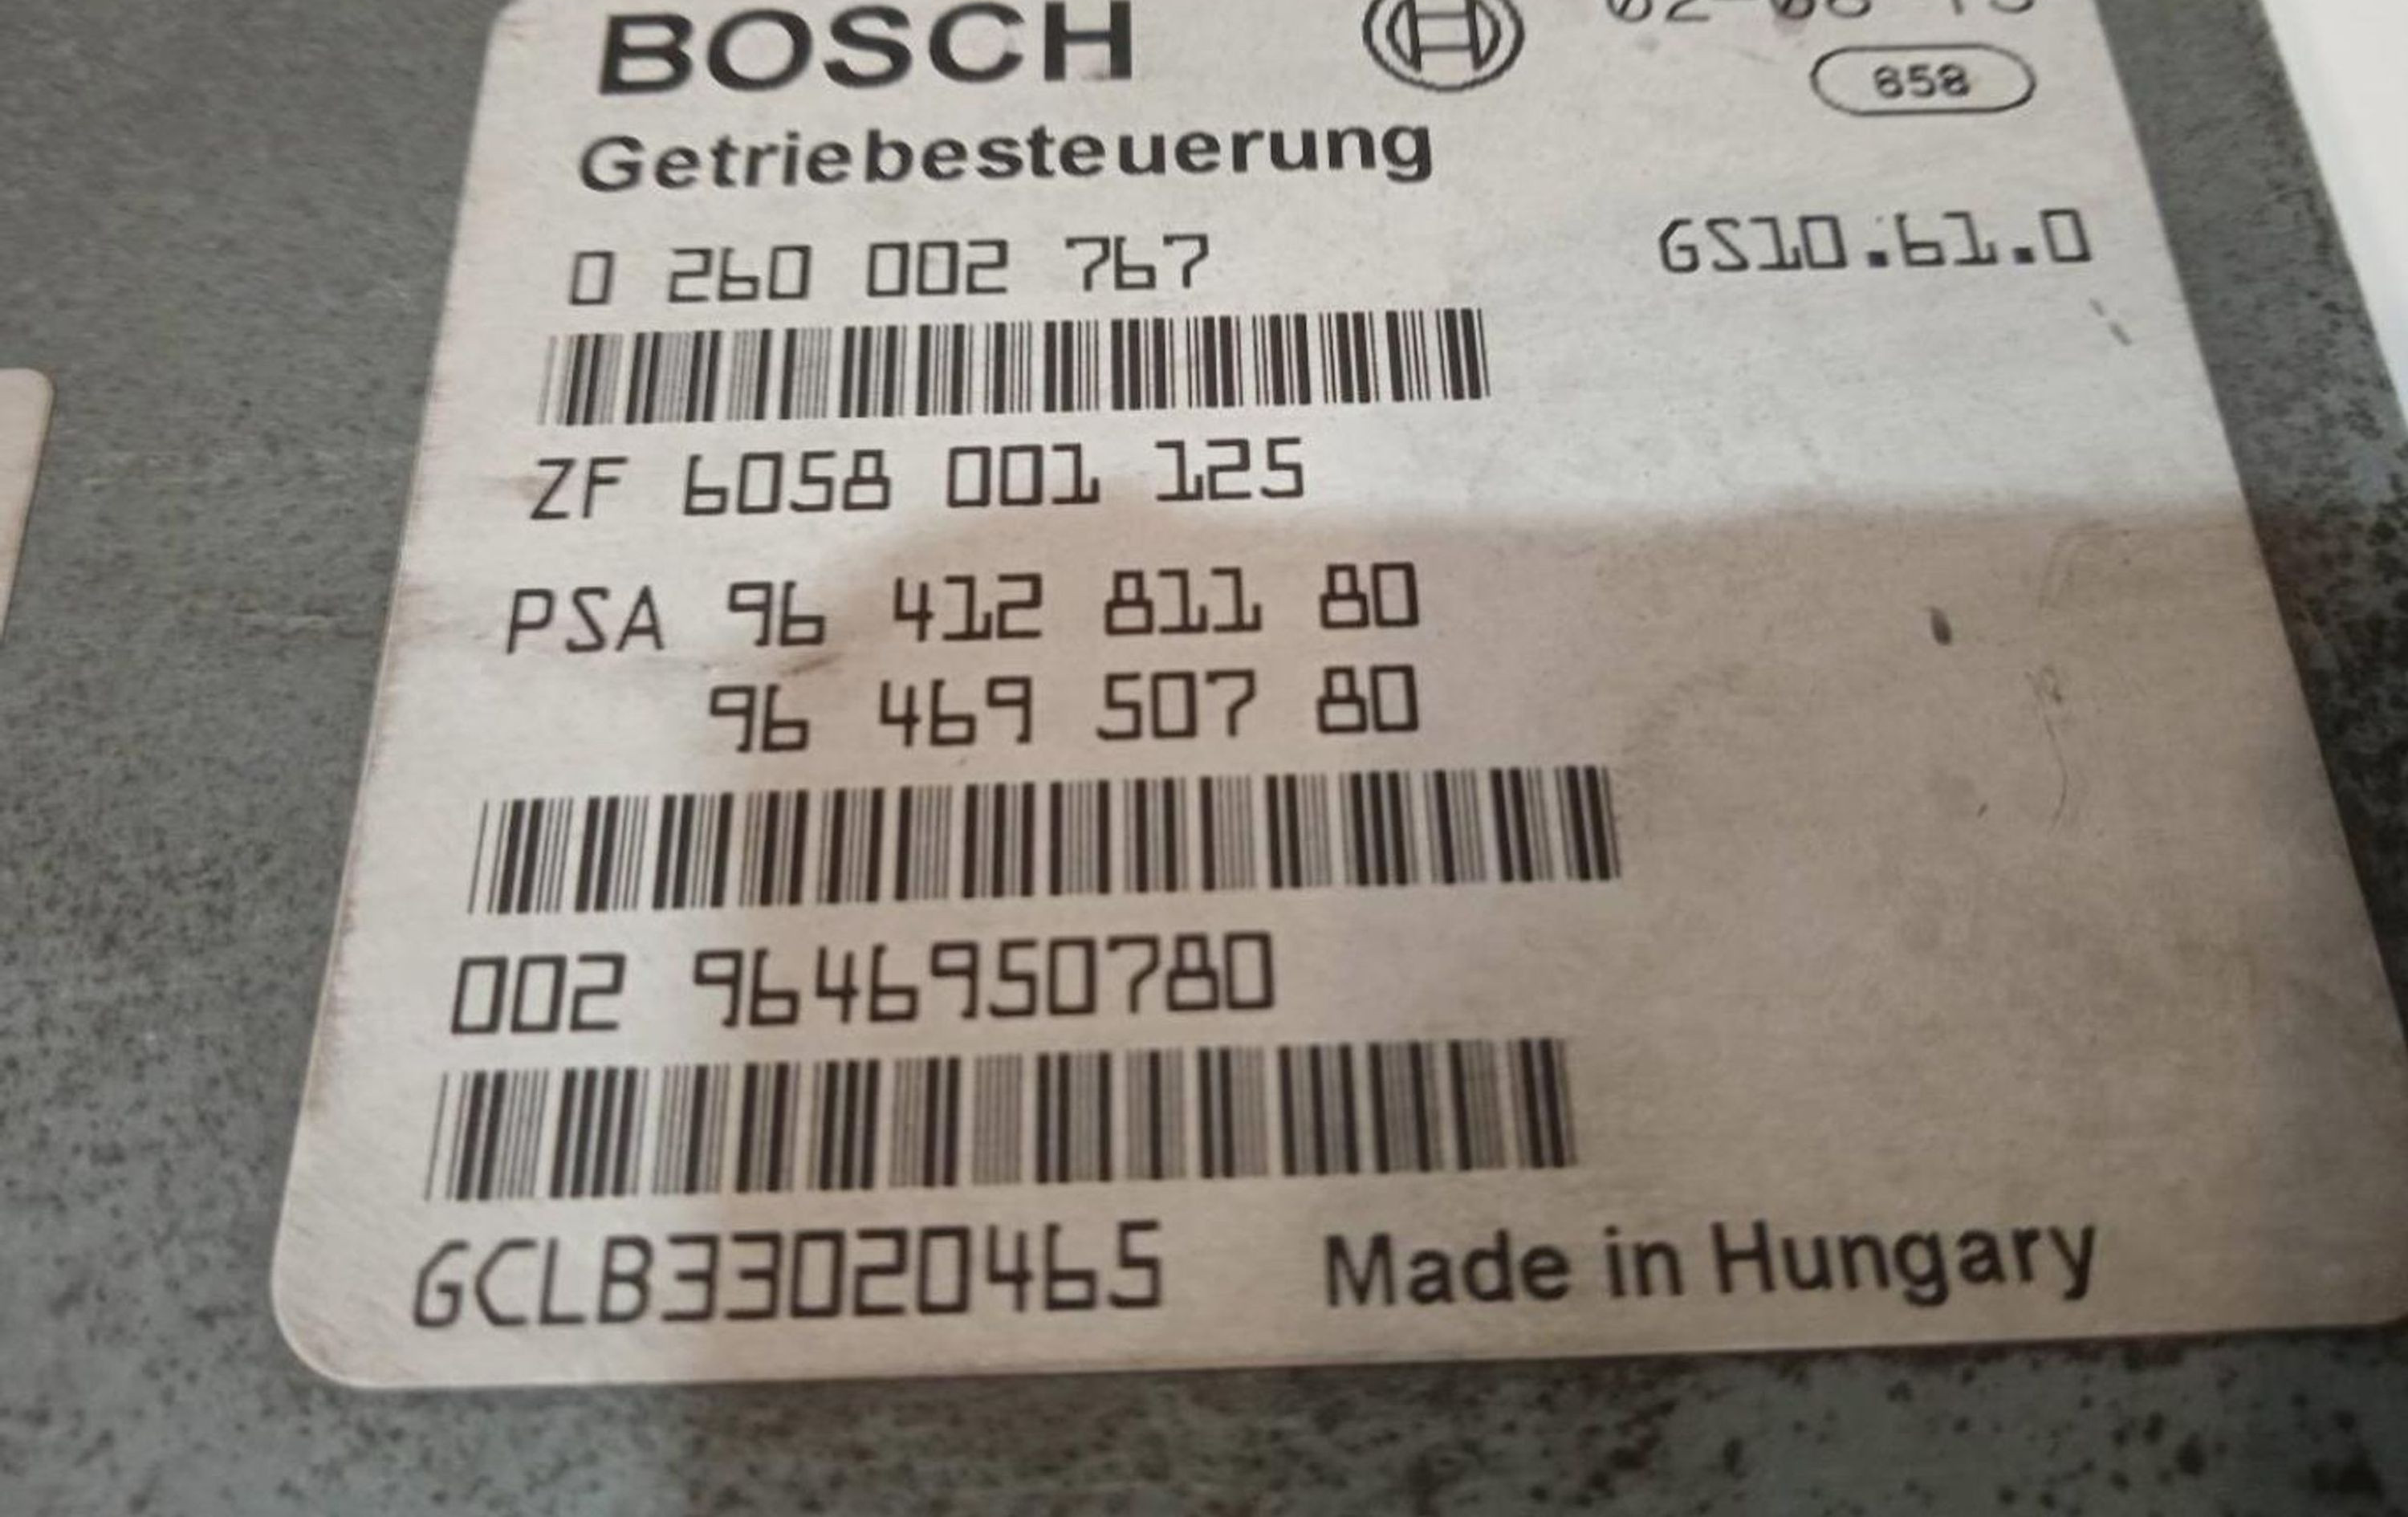 BOSCH
858
Getriebesteuerung
0 260 002 767 GS10.61.0
ZF 6058 001 125
PSA 96 412 811 80
96 469 507 80
002 9646950780
GCLB33020465 Made in Hungary